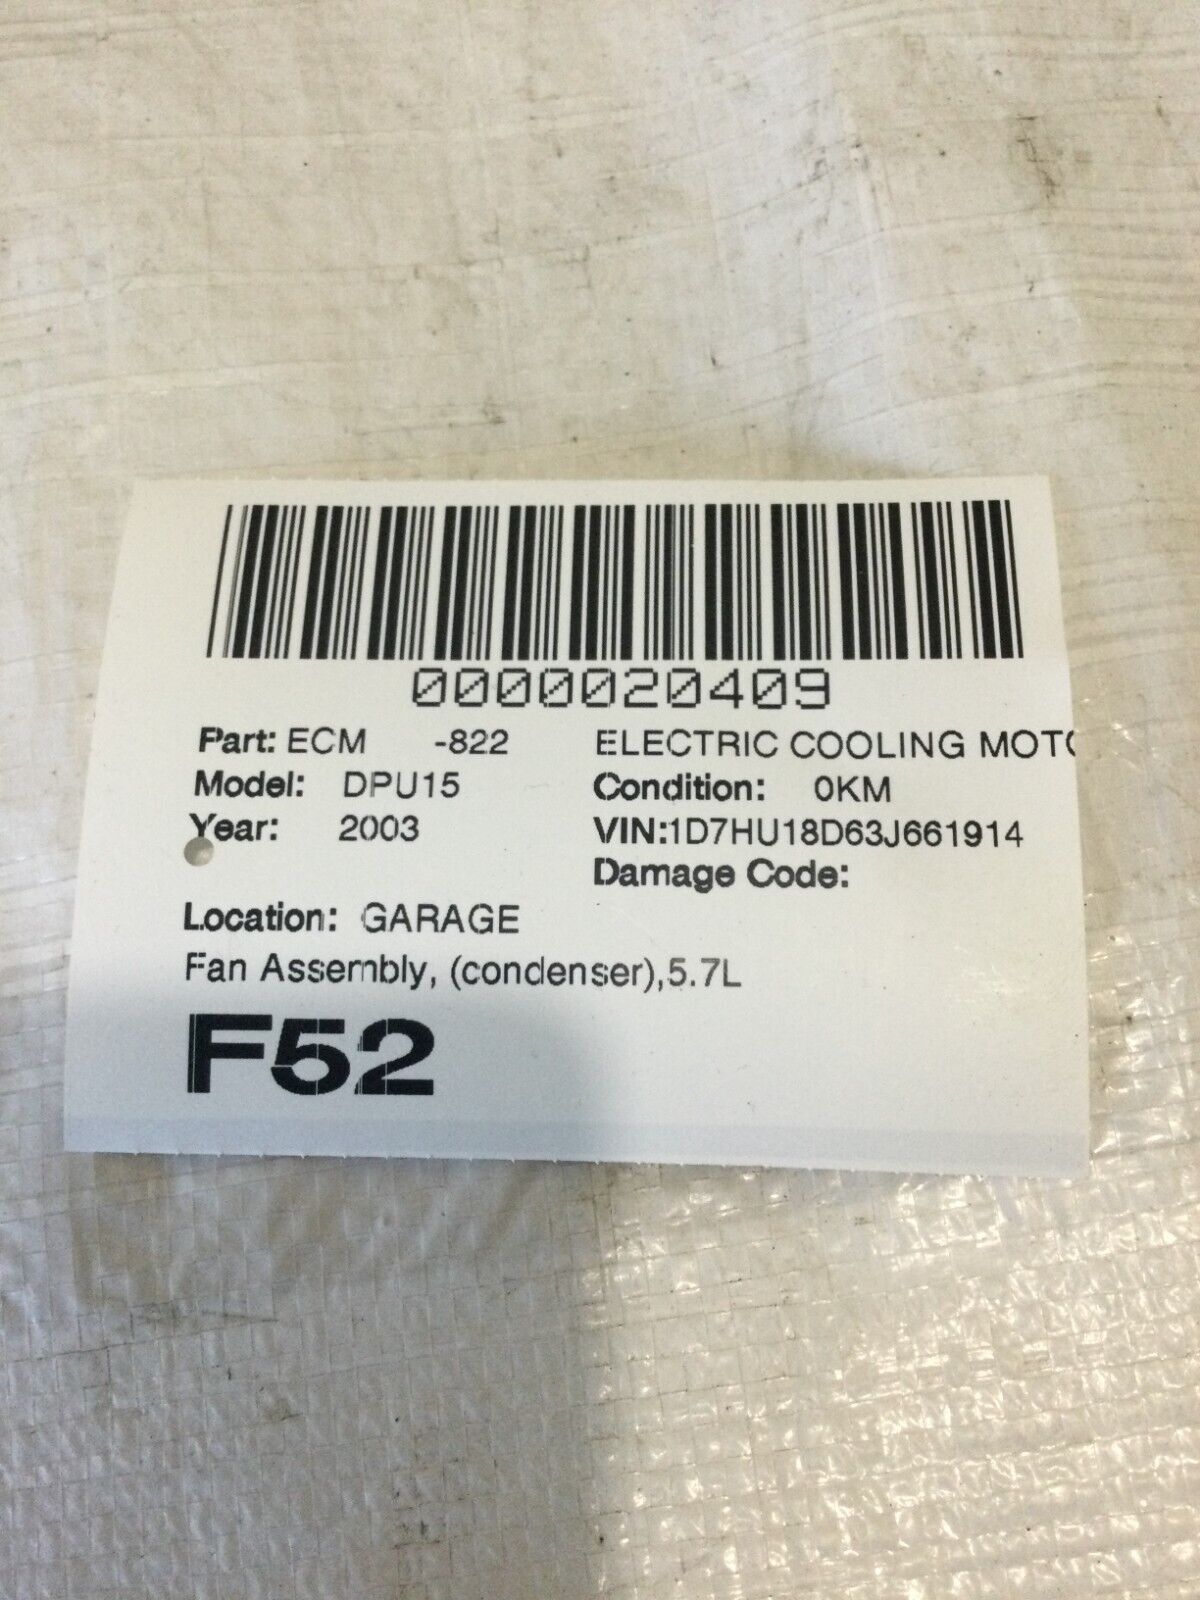 0000020409
Part: ECM -822 ELECTRIC COOLING MOTO
Model: DPU15 Condition: 0KM
Year: 2003 VIN:1D7HU18D63J661914
Damage Code:
Location: GARAGE
Fan Assembly, (condenser),5.7L
F52